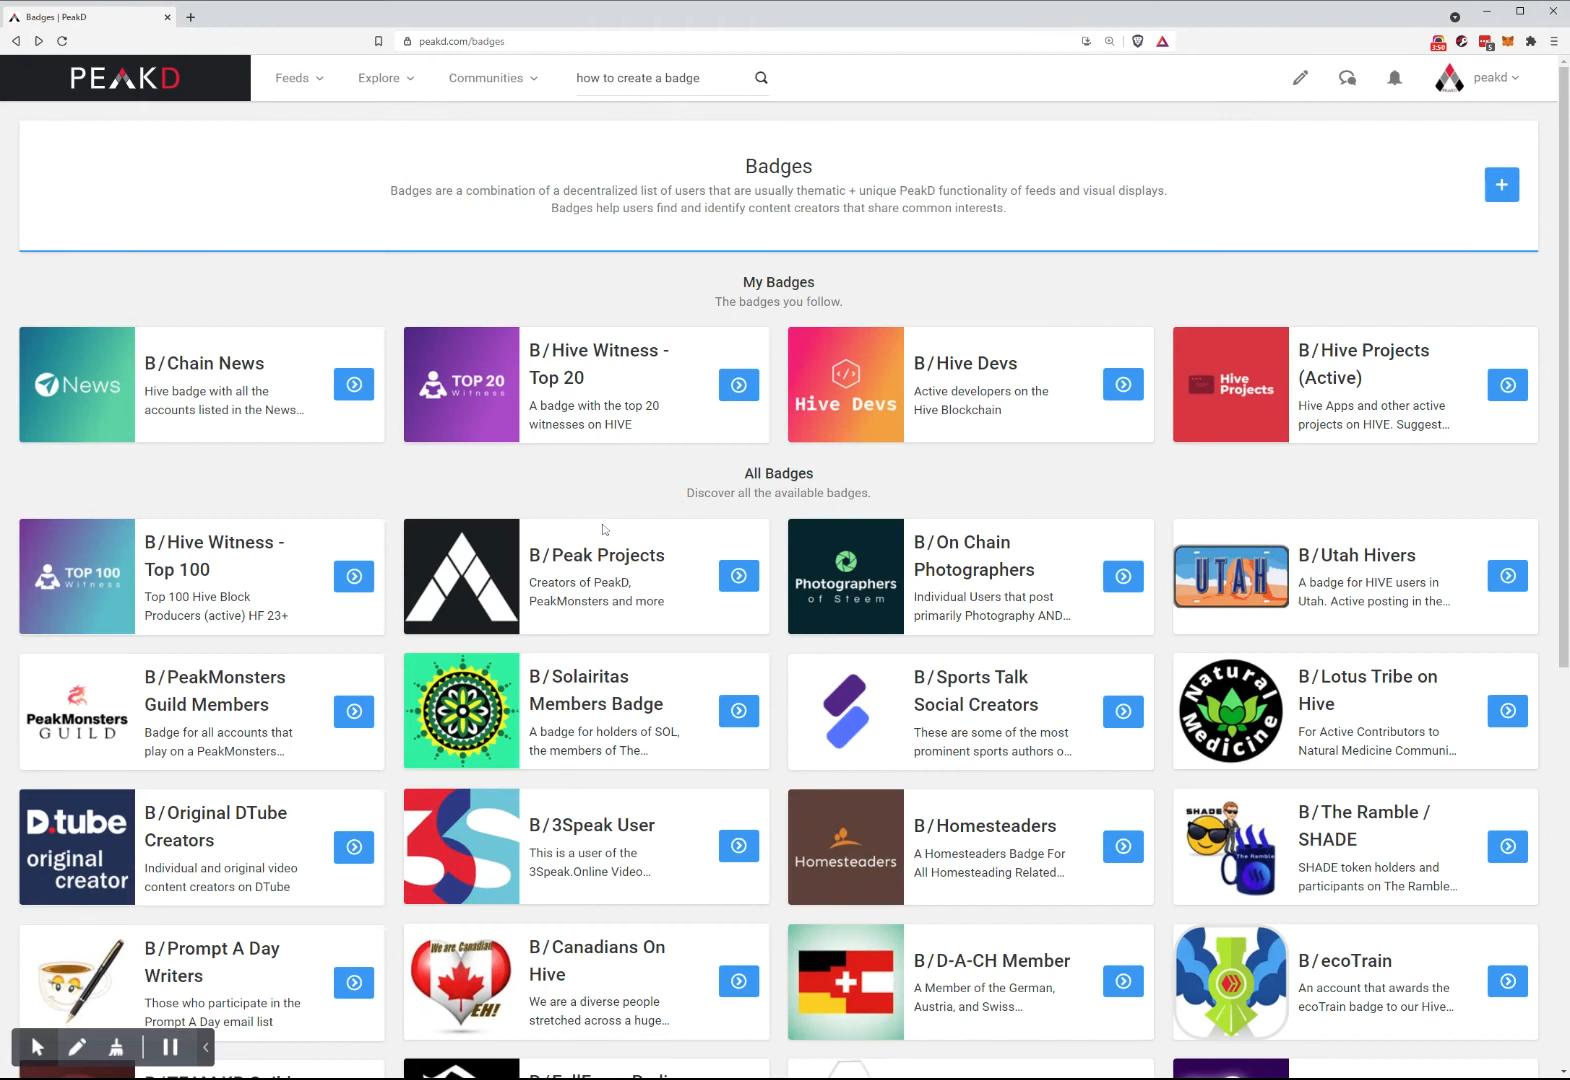 Badges | PeakD
peakd.com/badges
3:50
5
PEAKD
Feeds
Explore
Communities
how to create a badge
peakd
Badges
Badges are a combination of a decentralized list of users that are usually thematic + unique PeakD functionality of feeds and visual displays.
Badges help users find and identify content creators that share common interests.
My Badges
The badges you follow.
News
B/Chain News
Hive badge with all the
accounts listed in the News...
TOP 20
Witness
B/Hive Witness -
Top 20
A badge with the top 20
witnesses on HIVE
Hive Devs
B/Hive Devs
Active developers on the
Hive Blockchain
Hive
Projects
B/Hive Projects
(Active)
Hive Apps and other active
projects on HIVE. Suggest...
All Badges
Discover all the available badges.
TOP 100
Witness
B/Hive Witness -
Top 100
Top 100 Hive Block
Producers (active) HF 23+
B/Peak Projects
Creators of PeakD,
PeakMonsters and more
Photographers
of Steem
B/On Chain
Photographers
Individual Users that post
primarily Photography AND...
UTAH
B/Utah Hivers
A badge for HIVE users in
Utah. Active posting in the...
PeakMonsters
GUILD
B/PeakMonsters
Guild Members
Badge for all accounts that
play on a PeakMonsters...
B/Solairitas
Members Badge
A badge for holders of SOL,
the members of The...
B/Sports Talk
Social Creators
These are some of the most
prominent sports authors o...
Natural
Medicine
B/Lotus Tribe on
Hive
For Active Contributors to
Natural Medicine Communi...
D.tube
original
creator
B/Original DTube
Creators
Individual and original video
content creators on DTube
3S
B/3Speak User
This is a user of the
3Speak.Online Video...
Homesteaders
B/Homesteaders
A Homesteaders Badge For
All Homesteading Related...
SHADE
The Ramble
B/The Ramble /
SHADE
SHADE token holders and
participants on The Ramble...
B/Prompt A Day
Writers
Those who participate in the
Prompt A Day email list
We are Canadian
EH!
B/Canadians On
Hive
We are a diverse people
stretched across a huge...
B/D-A-CH Member
A Member of the German,
Austria, and Swiss...
B/ecoTrain
An account that awards the
ecoTrain badge to our Hive...